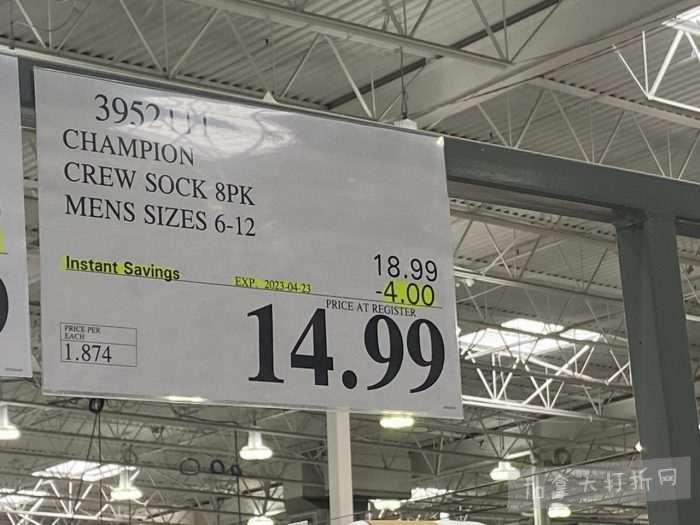 CHAMPION
CREW SOCK 8PK
MENS SIZES 6-12
18.99
Instant Savings
EXP. 2023-04-23
-4.00
PRICE AT REGISTER
14.99
PRICE PER
EACH
1.874
加拿大打折网